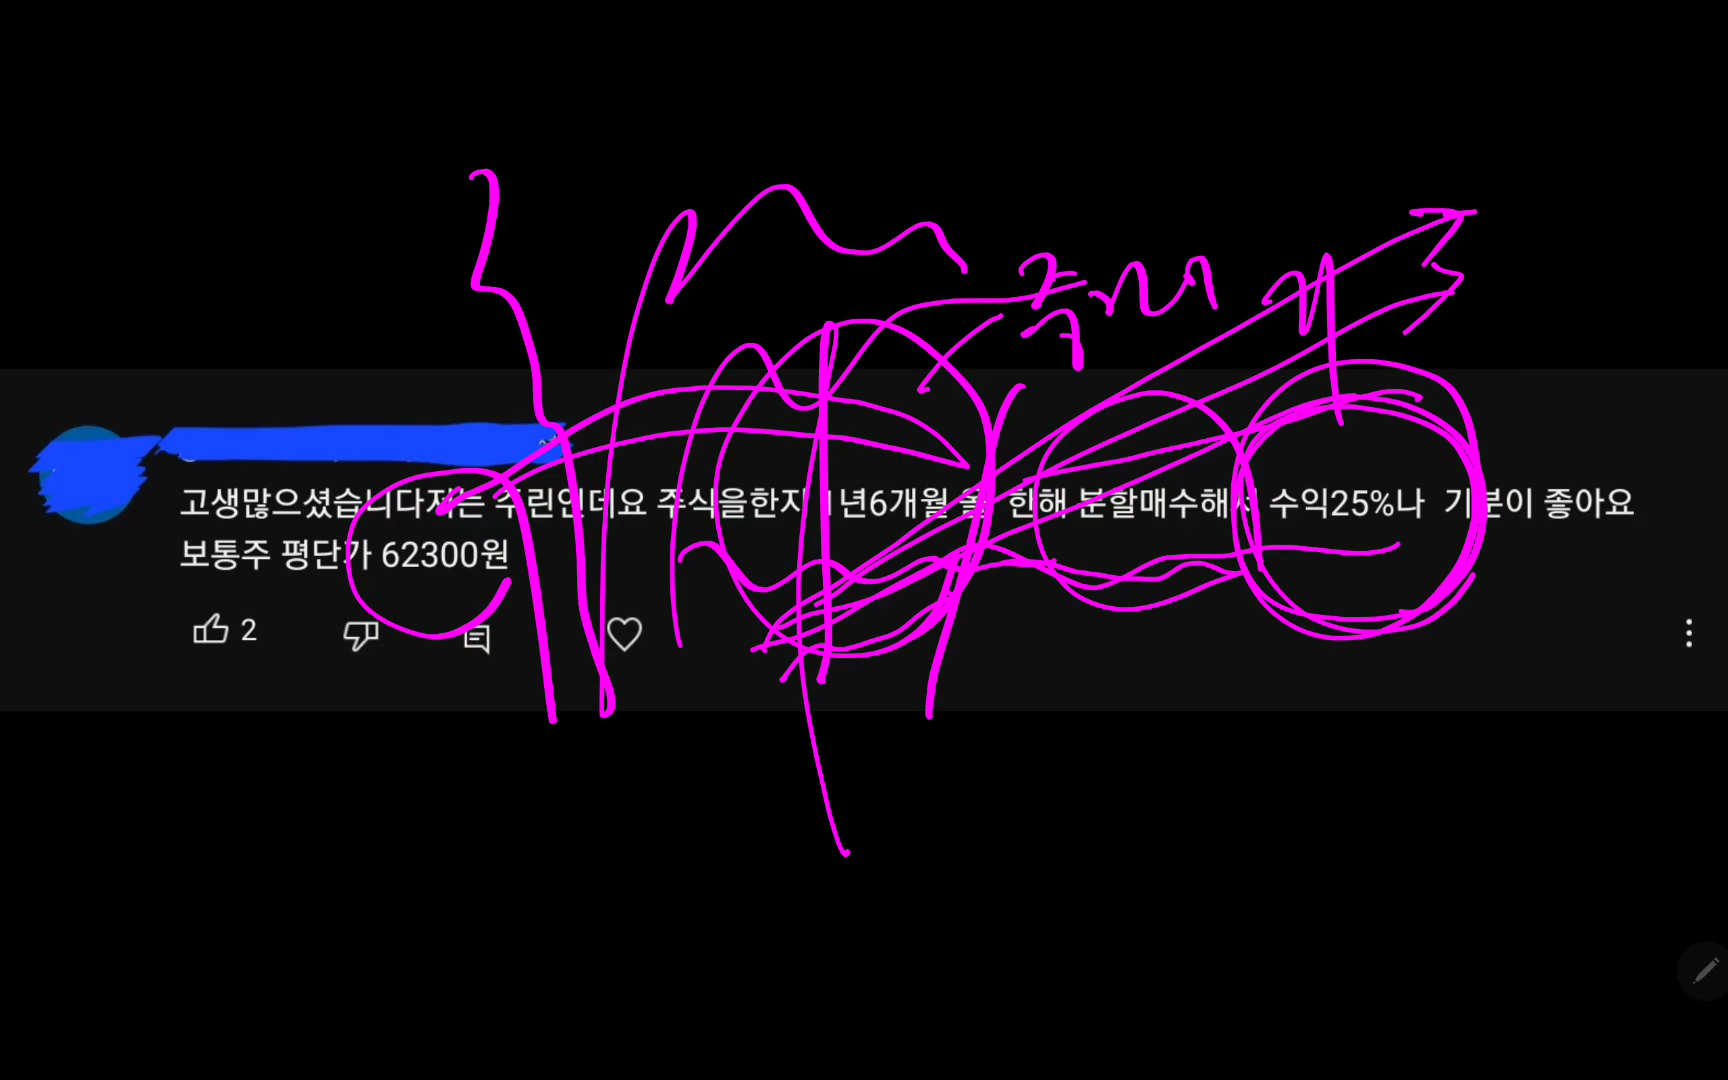 고생많으셨습니다저는 주린인데요 주식을한지 1년6개월 올 한해 분할매수해서 수익25%나 기분이 좋아요
보통주 평단가 62300원
2